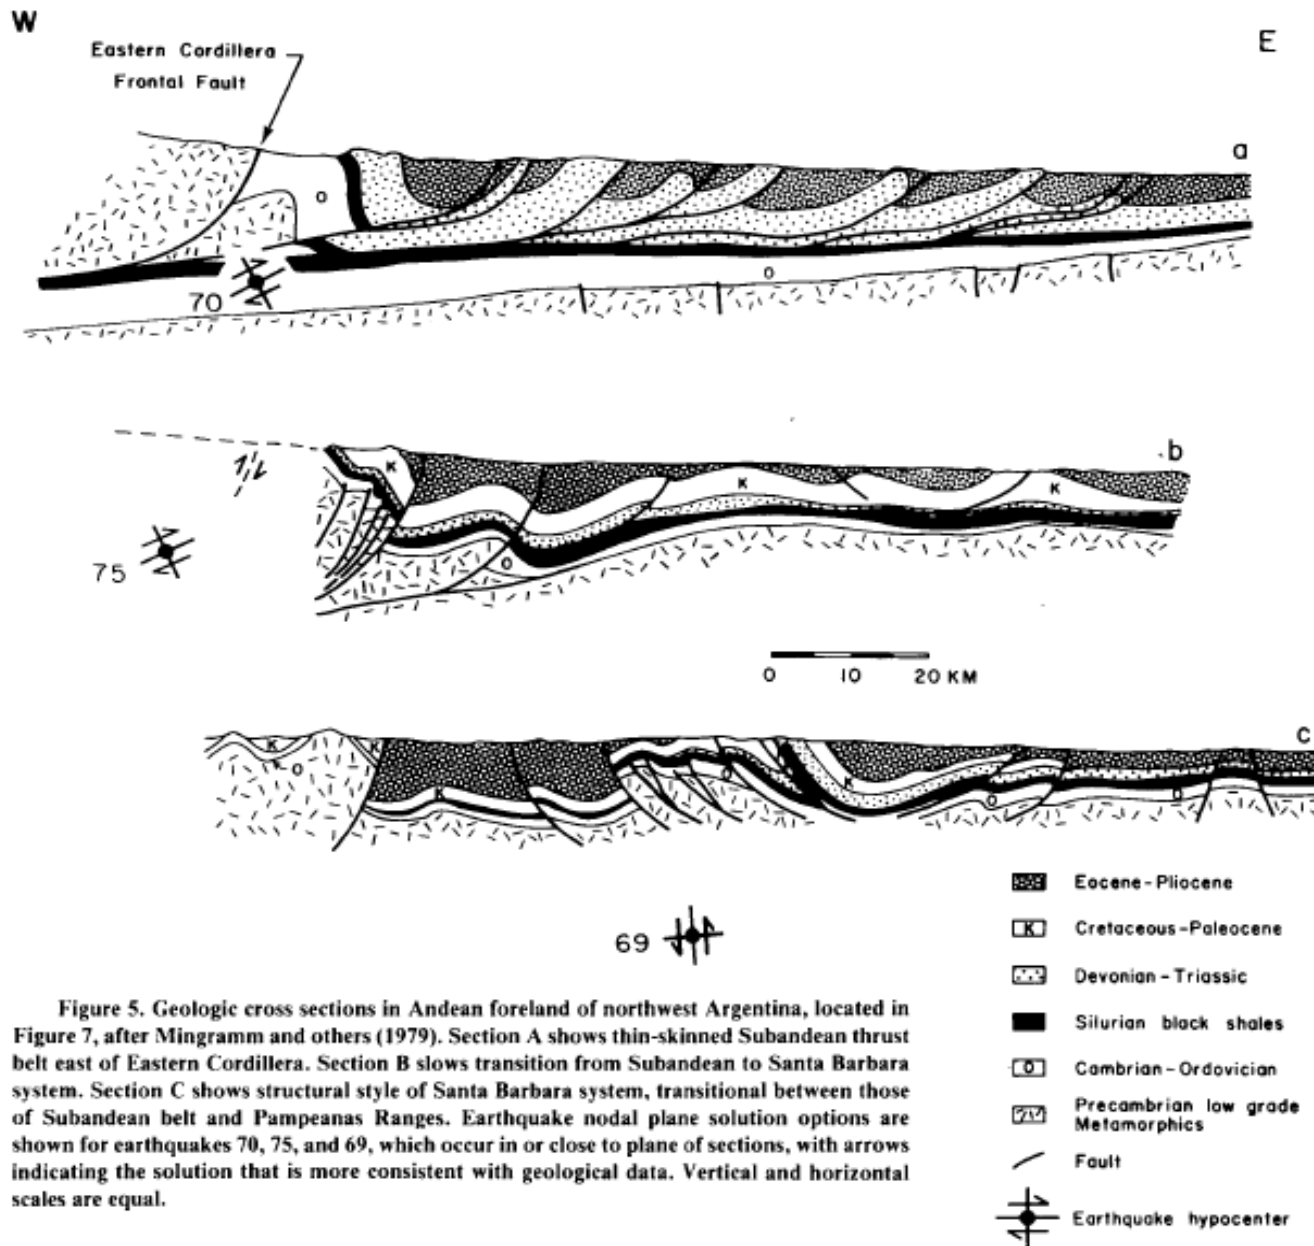 W
E
Eastern Cordillera
Frontal Fault
a
O
70
O
b
K
K
K
75
O
0 10 20 KM
c
K
K
O
K
O
K
O
O
69
Eocene-Pliocene
K Cretaceous-Paleocene
Devonian-Triassic
Silurian black shales
O Cambrian-Ordovician
Precambrian low grade
Metamorphics
Fault
Earthquake hypocenter
Figure 5. Geologic cross sections in Andean foreland of northwest Argentina, located in
Figure 7, after Mingramm and others (1979). Section A shows thin-skinned Subandean thrust
belt east of Eastern Cordillera. Section B slows transition from Subandean to Santa Barbara
system. Section C shows structural style of Santa Barbara system, transitional between those
of Subandean belt and Pampeanas Ranges. Earthquake nodal plane solution options are
shown for earthquakes 70, 75, and 69, which occur in or close to plane of sections, with arrows
indicating the solution that is more consistent with geological data. Vertical and horizontal
scales are equal.